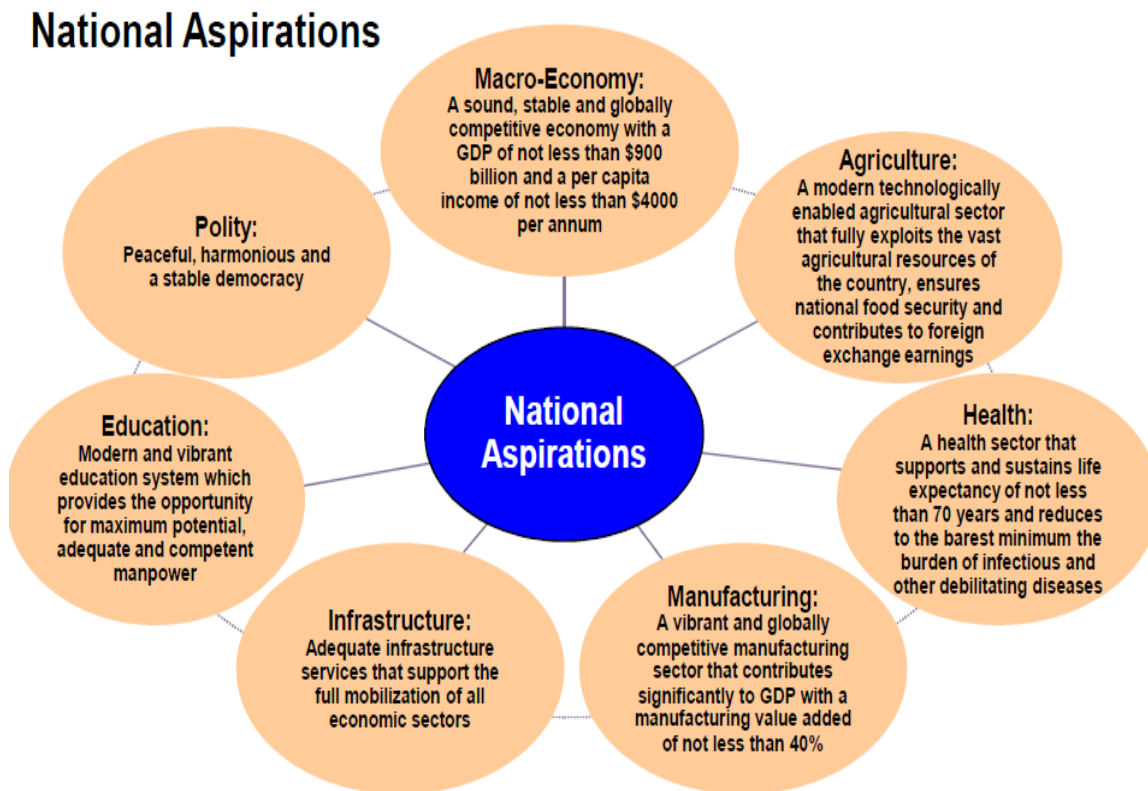 National Aspirations
Macro-Economy:
A sound, stable and globally
competitive economy with a
GDP of not less than $900
billion and a per capita
income of not less than $4000
per annum
Agriculture:
A modern technologically
enabled agricultural sector
that fully exploits the vast
agricultural resources of
the country, ensures
national food security and
contributes to foreign
exchange earnings
Health:
A health sector that
supports and sustains life
expectancy of not less
than 70 years and reduces
to the barest minimum the
burden of infectious and
other debilitating diseases
Manufacturing:
A vibrant and globally
competitive manufacturing
sector that contributes
significantly to GDP with a
manufacturing value added
of not less than 40%
Infrastructure:
Adequate infrastructure
services that support the
full mobilization of all
economic sectors
Education:
Modern and vibrant
education system which
provides the opportunity
for maximum potential,
adequate and competent
manpower
Polity:
Peaceful, harmonious and
a stable democracy
National
Aspirations